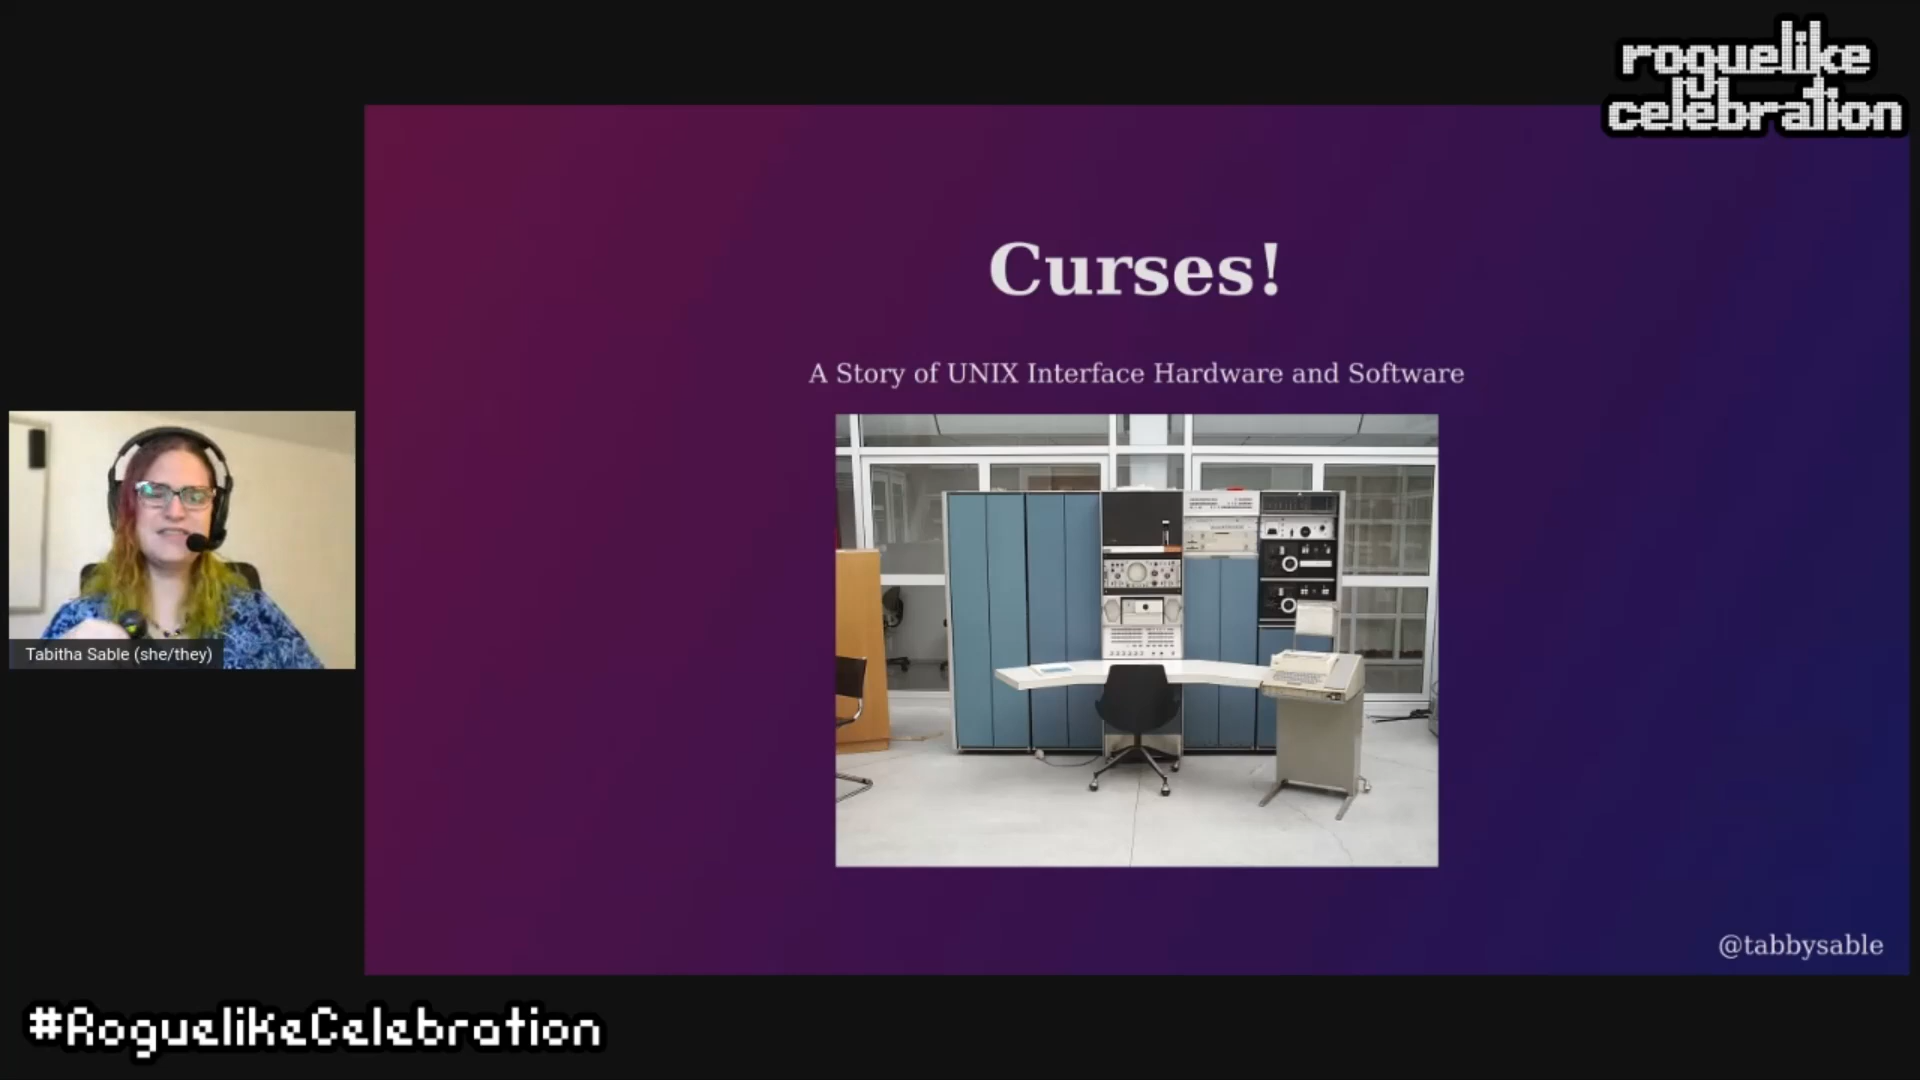 roguelike
celebration
Curses!
A Story of UNIX Interface Hardware and Software
Tabitha Sable (she/they)
@tabbysable
#RoguelikeCelebration